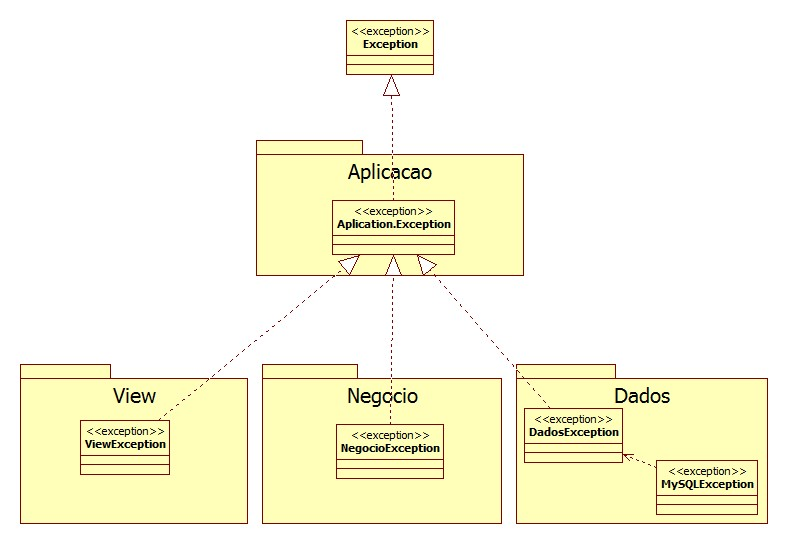 <<exception>>
Exception
Aplicacao
<<exception>>
Aplication.Exception
View
<<exception>>
ViewException
Negocio
<<exception>>
NegocioException
Dados
<<exception>>
DadosException
<<exception>>
MySQLException